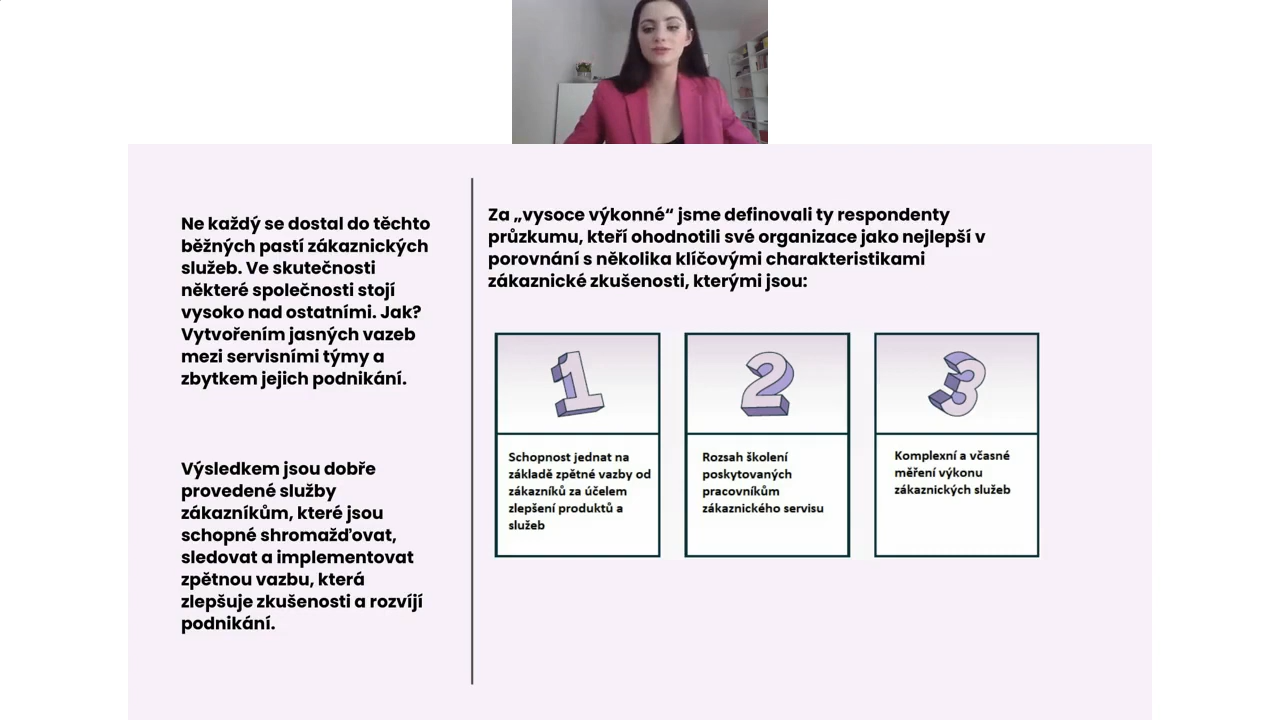 Ne každý se dostal do těchto
běžných pastí zákaznických
služeb. Ve skutečnosti
některé společnosti stojí
vysoko nad ostatními. Jak?
Vytvořením jasných vazeb
mezi servisními týmy a
zbytkem jejich podnikání.
Výsledkem jsou dobře
provedené služby
zákazníkům, které jsou
schopné shromažďovat,
sledovat a implementovat
zpětnou vazbu, která
zlepšuje zkušenosti a rozvíjí
podnikání.
Za „vysoce výkonné“ jsme definovali ty respondenty
průzkumu, kteří ohodnotili své organizace jako nejlepší v
porovnání s několika klíčovými charakteristikami
zákaznické zkušenosti, kterými jsou:
1
Schopnost jednat na
základě zpětné vazby od
zákazníků za účelem
zlepšení produktů a
služeb
2
Rozsah školení
poskytovaných
pracovníkům
zákaznického servisu
3
Komplexní a včasné
měření výkonu
zákaznických služeb